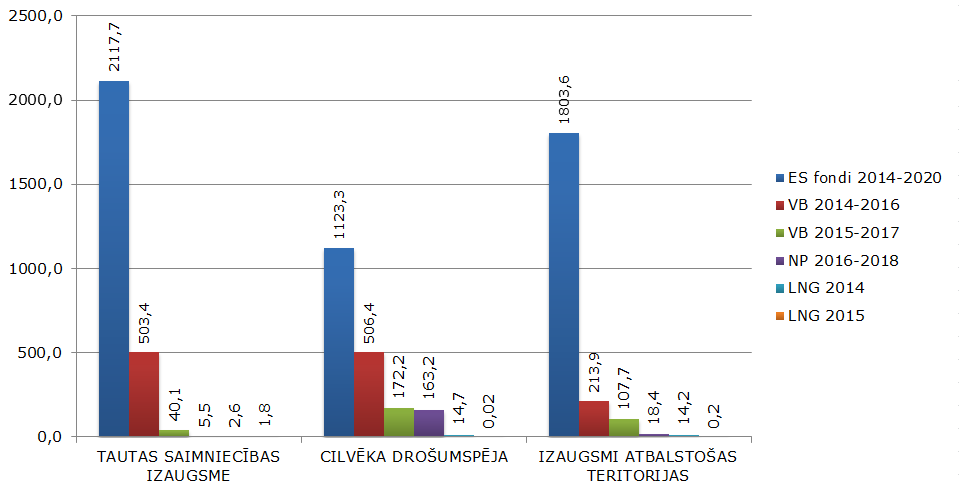 2500,0
2000,0
1500,0
1000,0
500,0
0,0
2117,7
503,4
40,1
5,5
2,6
1,8
1123,3
506,4
172,2
163,2
14,7
0,02
1803,6
213,9
107,7
18,4
14,2
0,2
TAUTAS SAIMNIECĪBAS
IZAUGSME
CILVĒKA DROŠUMSPĒJA
IZAUGSMI ATBALSTOŠAS
TERITORIJAS
ES fondi 2014-2020
VB 2014-2016
VB 2015-2017
NP 2016-2018
LNG 2014
LNG 2015